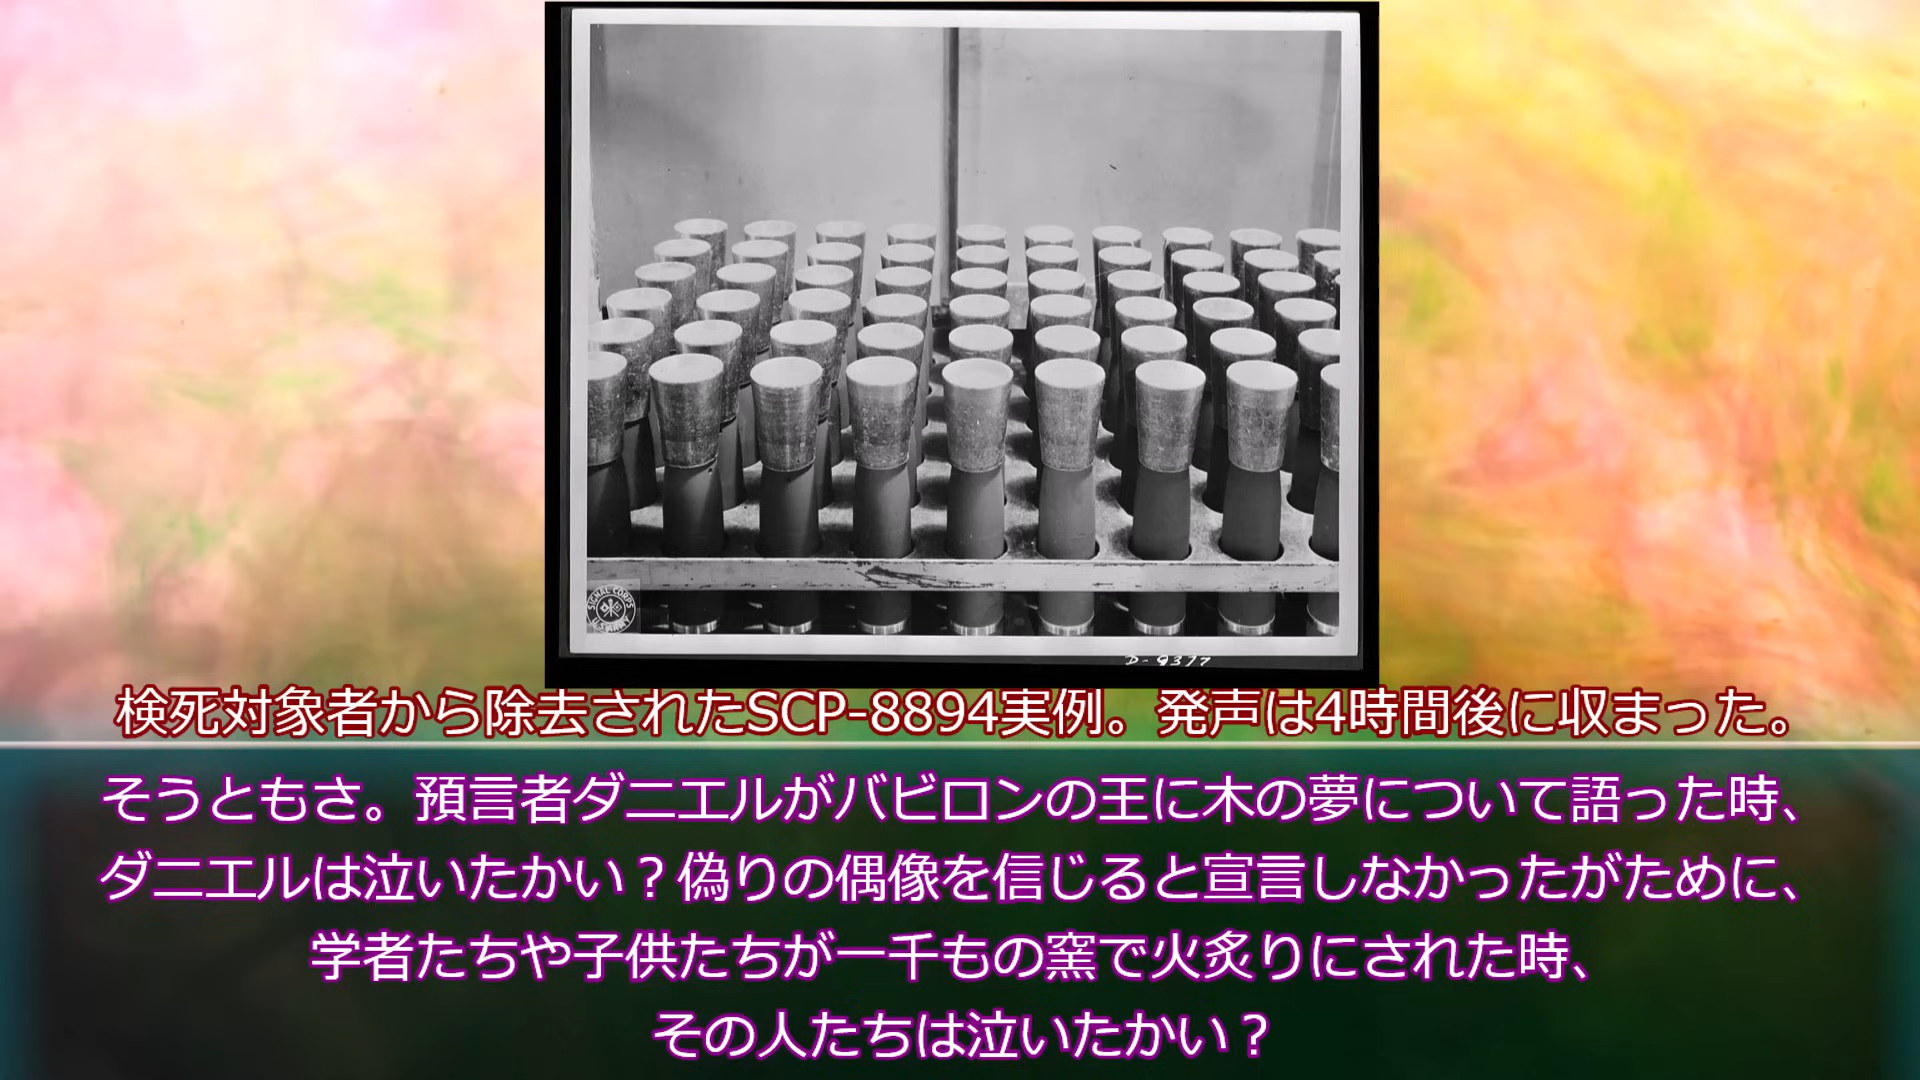 SIGNAL CORPS
U.S. ARMY
D-9377
検死対象者から除去されたSCP-8894実例。発声は4時間後に収まった。
そうともさ。預言者ダニエルがバビロンの王に木の夢について語った時、
ダニエルは泣いたかい？偽りの偶像を信じると宣言しなかったがために、
学者たちや子供たちが一千もの窯で火炙りにされた時、
その人たちは泣いたかい？